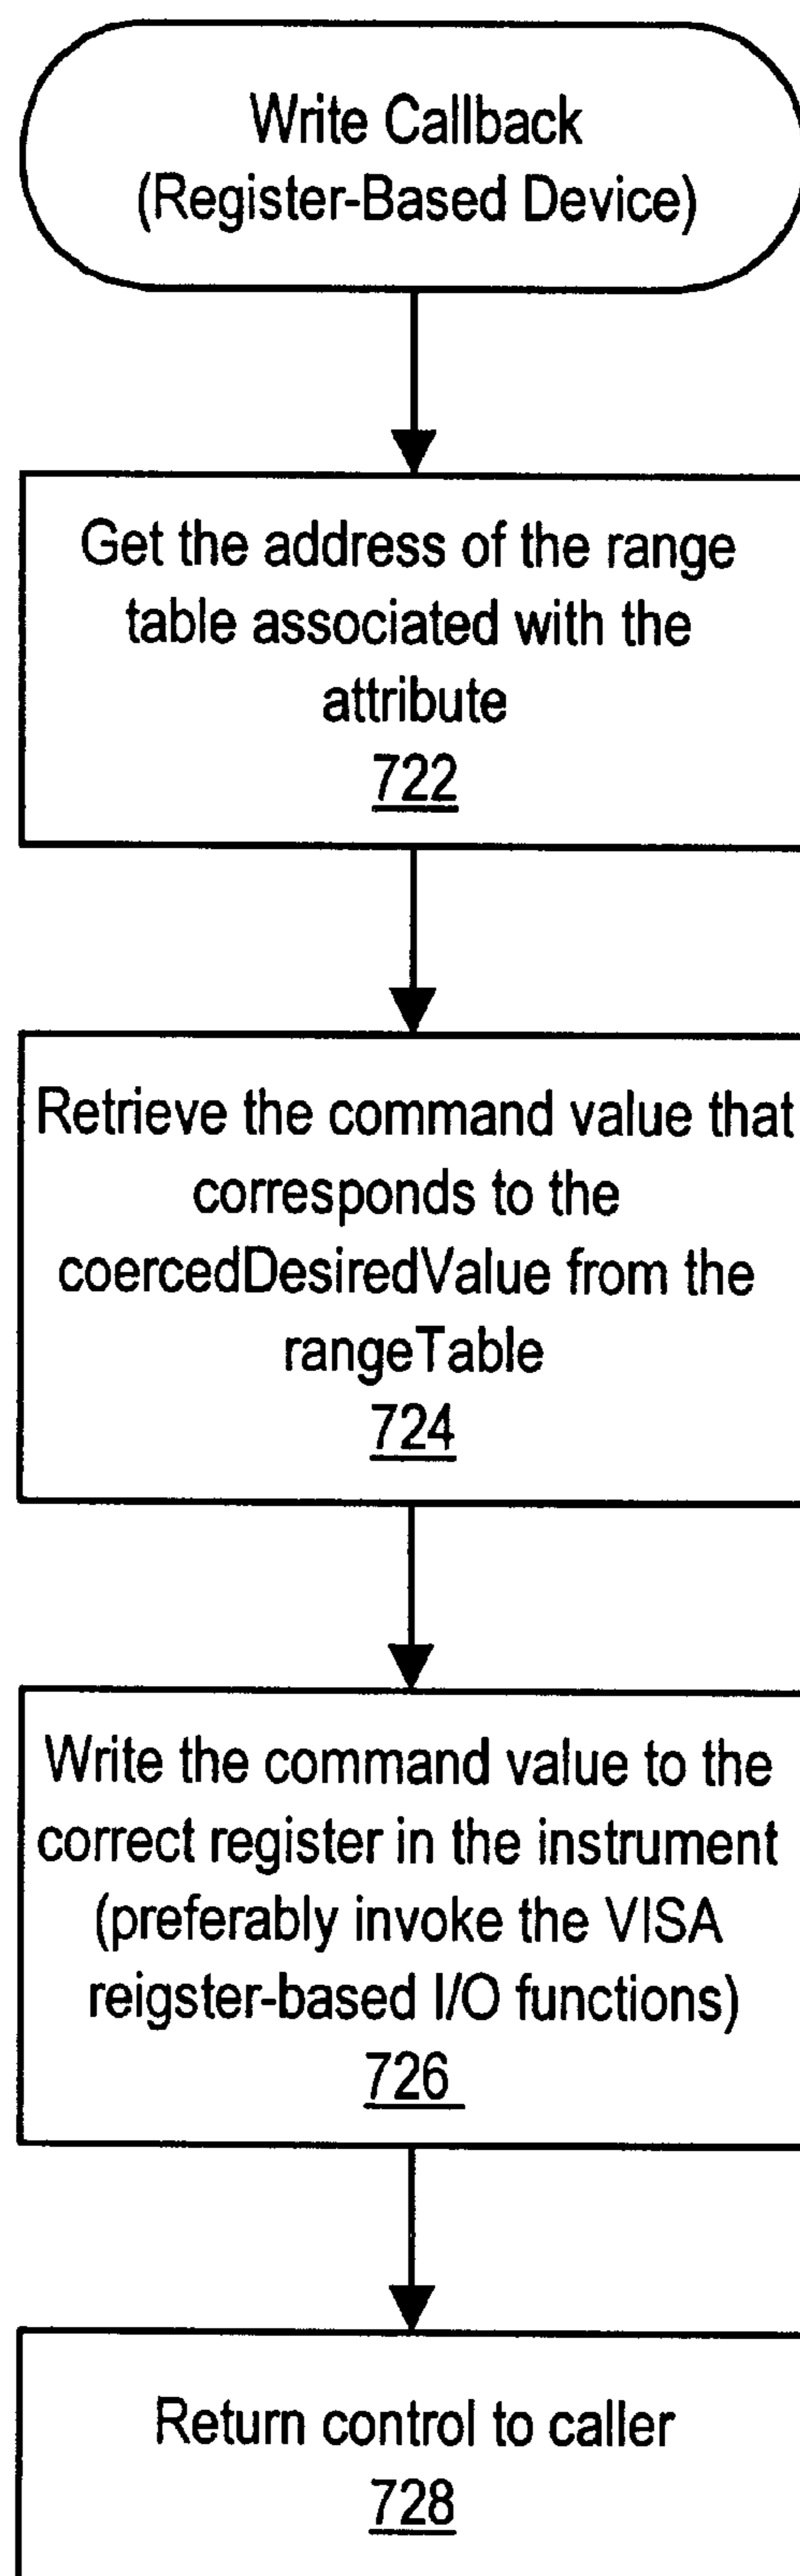 Write Callback
(Register-Based Device)
Get the address of the range
table associated with the
attribute
722
Retrieve the command value that
corresponds to the
coercedDesiredValue from the
rangeTable
724
Write the command value to the
correct register in the instrument
(preferably invoke the VISA
reigster-based I/O functions)
726
Return control to caller
728